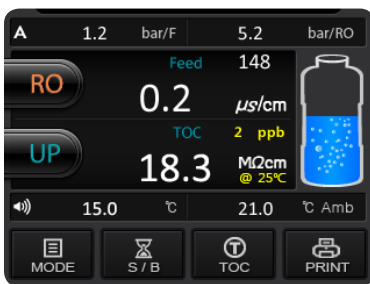 A 1.2 bar/F 5.2 bar/RO
Feed 148
RO 0.2 μs/cm
TOC 2 ppb
UP 18.3 MΩcm
@ 25℃
15.0 ℃ 21.0 ℃ Amb
MODE S / B TOC PRINT